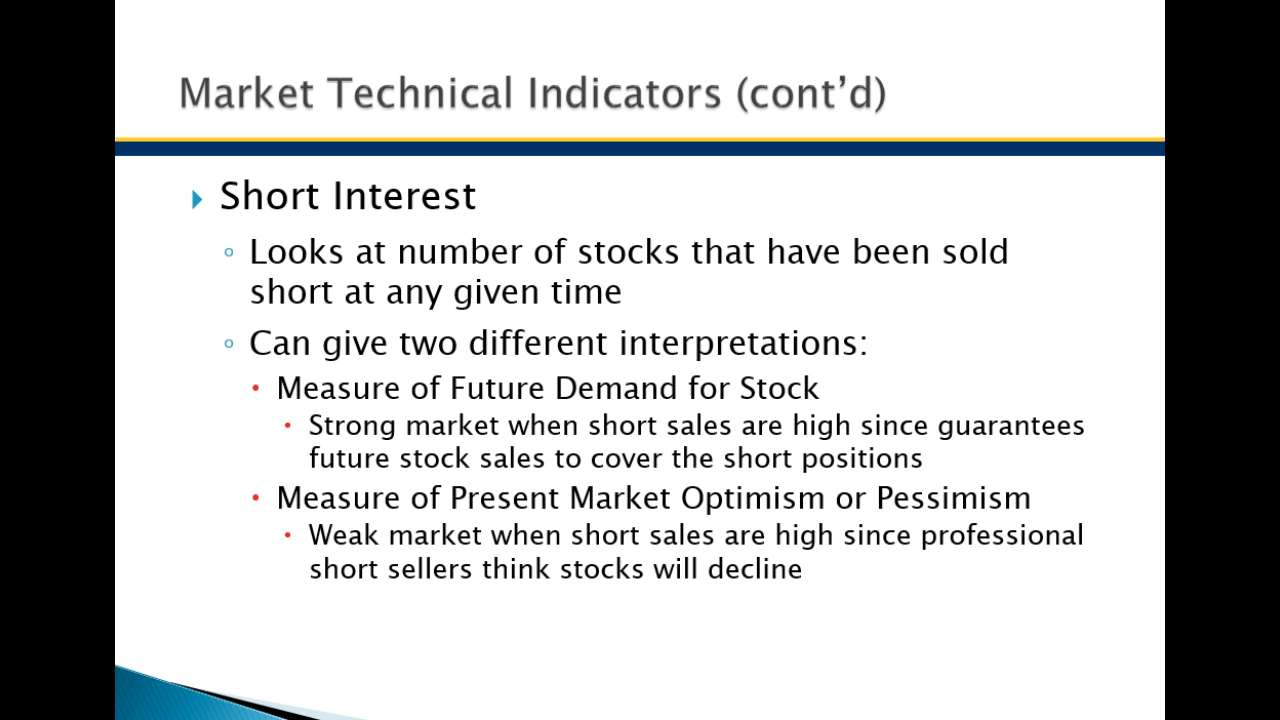 Market Technical Indicators (cont’d)
Short Interest
Looks at number of stocks that have been sold
short at any given time
Can give two different interpretations:
Measure of Future Demand for Stock
Strong market when short sales are high since guarantees
future stock sales to cover the short positions
Measure of Present Market Optimism or Pessimism
Weak market when short sales are high since professional
short sellers think stocks will decline